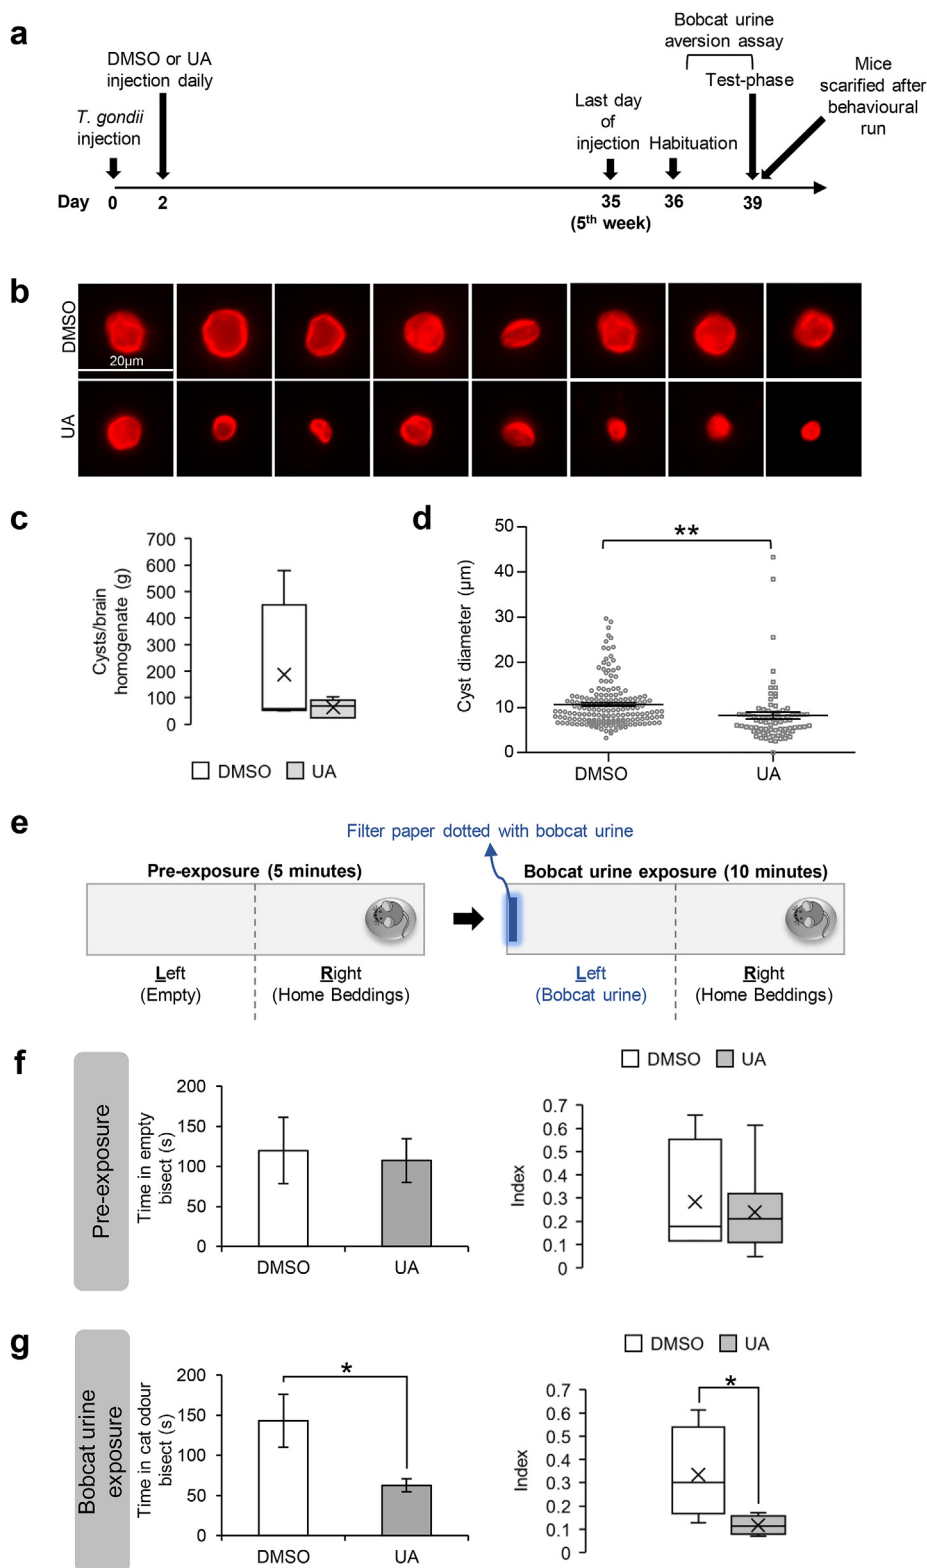 a
DMSO or UA
injection daily
T. gondii
injection
Bobcat urine
aversion assay
Test-phase
Mice
scarified after
behavioural
run
Last day
of
injection
Habituation
Day 0 2 35 36 39
(5th week)
b
DMSO
20µm
UA
c
Cysts/brain
homogenate (g)
700
600
500
400
300
200
100
0
DMSO UA
d
Cyst diameter (µm)
50
40
30
20
10
0
**
DMSO UA
e
Filter paper dotted with bobcat urine
Pre-exposure (5 minutes)
Left
(Empty)
Right
(Home Beddings)
Bobcat urine exposure (10 minutes)
Left
(Bobcat urine)
Right
(Home Beddings)
f
Pre-exposure
Time in empty
bisect (s)
200
150
100
50
0
DMSO UA
DMSO UA
Index
0.7
0.6
0.5
0.4
0.3
0.2
0.1
0
g
Bobcat urine
exposure
Time in cat odour
bisect (s)
200
150
100
50
0
*
DMSO UA
DMSO UA
Index
0.7
0.6
0.5
0.4
0.3
0.2
0.1
0
*